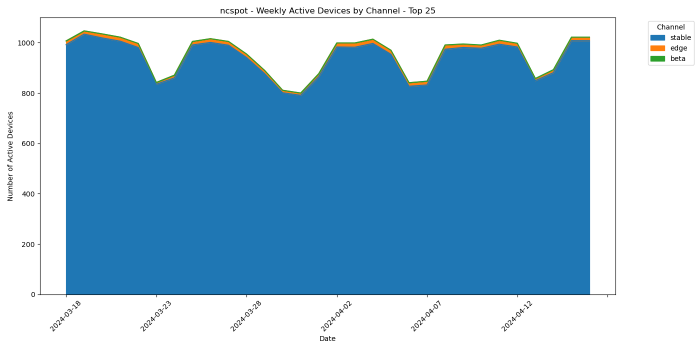 ncspot - Weekly Active Devices by Channel - Top 25
Channel
stable
edge
beta
Number of Active Devices
1000
800
600
400
200
0
2024-03-18
2024-03-23
2024-03-28
2024-04-02
2024-04-07
2024-04-12
Date